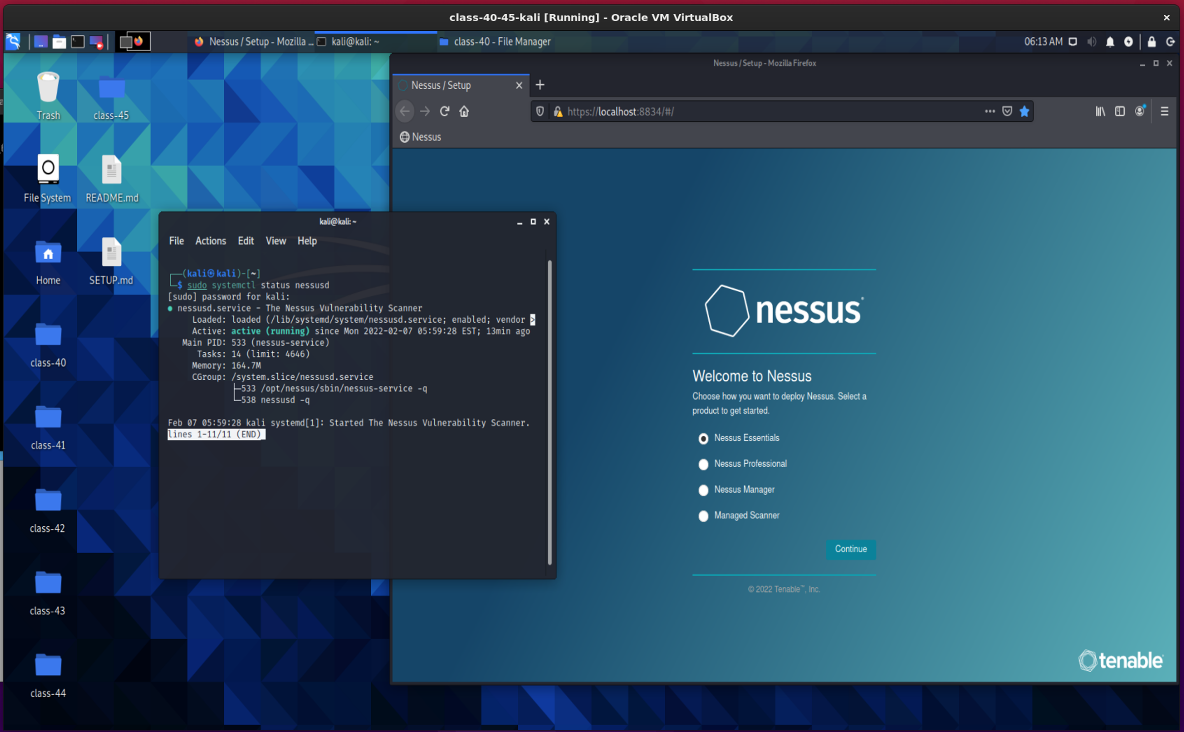 class-40-45-kali [Running] - Oracle VM VirtualBox
Nessus / Setup - Mozilla ...
kali@kali: ~
class-40 - File Manager
06:13 AM
Trash
class-45
File System
README.md
Home
SETUP.md
class-40
class-41
class-42
class-43
class-44
Nessus / Setup - Mozilla Firefox
Nessus / Setup
https://localhost:8834/#/
Nessus
kali@kali: ~
File Actions Edit View Help
┌──(kali㉿kali)-[~]
└─$ sudo systemctl status nessusd
[sudo] password for kali:
● nessusd.service - The Nessus Vulnerability Scanner
Loaded: loaded (/lib/systemd/system/nessusd.service; enabled; vendor >
Active: active (running) since Mon 2022-02-07 05:59:28 EST; 13min ago
Main PID: 533 (nessus-service)
Tasks: 14 (limit: 4646)
Memory: 164.7M
CGroup: /system.slice/nessusd.service
├─533 /opt/nessus/sbin/nessus-service -q
└─538 nessusd -q
Feb 07 05:59:28 kali systemd[1]: Started The Nessus Vulnerability Scanner.
lines 1-11/11 (END)
nessus
Welcome to Nessus
Choose how you want to deploy Nessus. Select a
product to get started.
Nessus Essentials
Nessus Professional
Nessus Manager
Managed Scanner
Continue
© 2022 Tenable™, Inc.
tenable